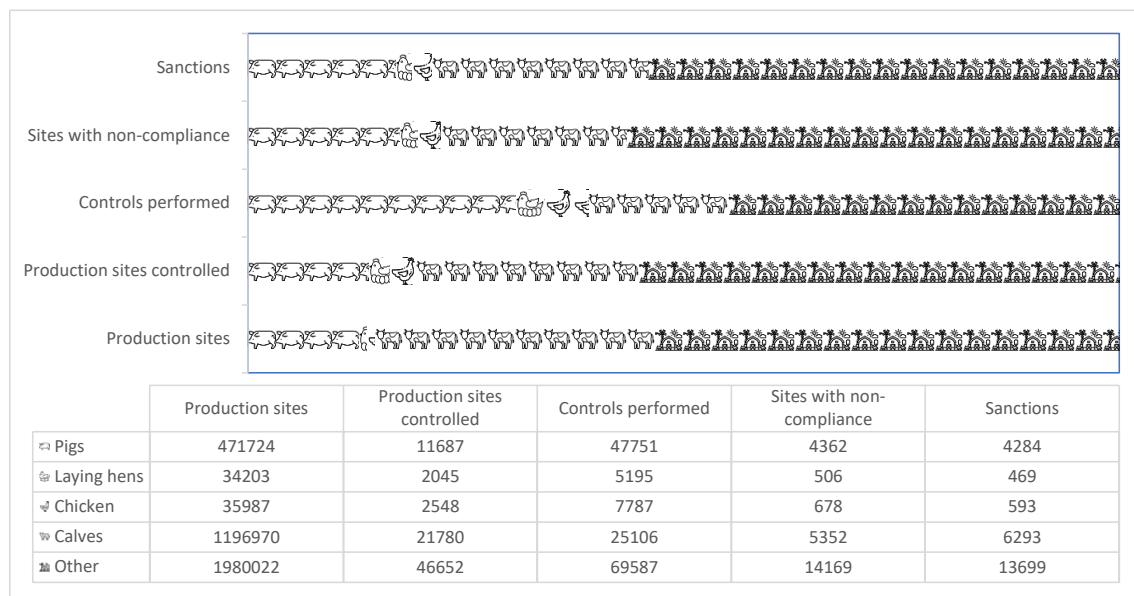 Sanctions
Sites with non-compliance
Controls performed
Production sites controlled
Production sites
Production sites Production sites controlled Controls performed Sites with non-compliance Sanctions
Pigs 471724 11687 47751 4362 4284
Laying hens 34203 2045 5195 506 469
Chicken 35987 2548 7787 678 593
Calves 1196970 21780 25106 5352 6293
Other 1980022 46652 69587 14169 13699